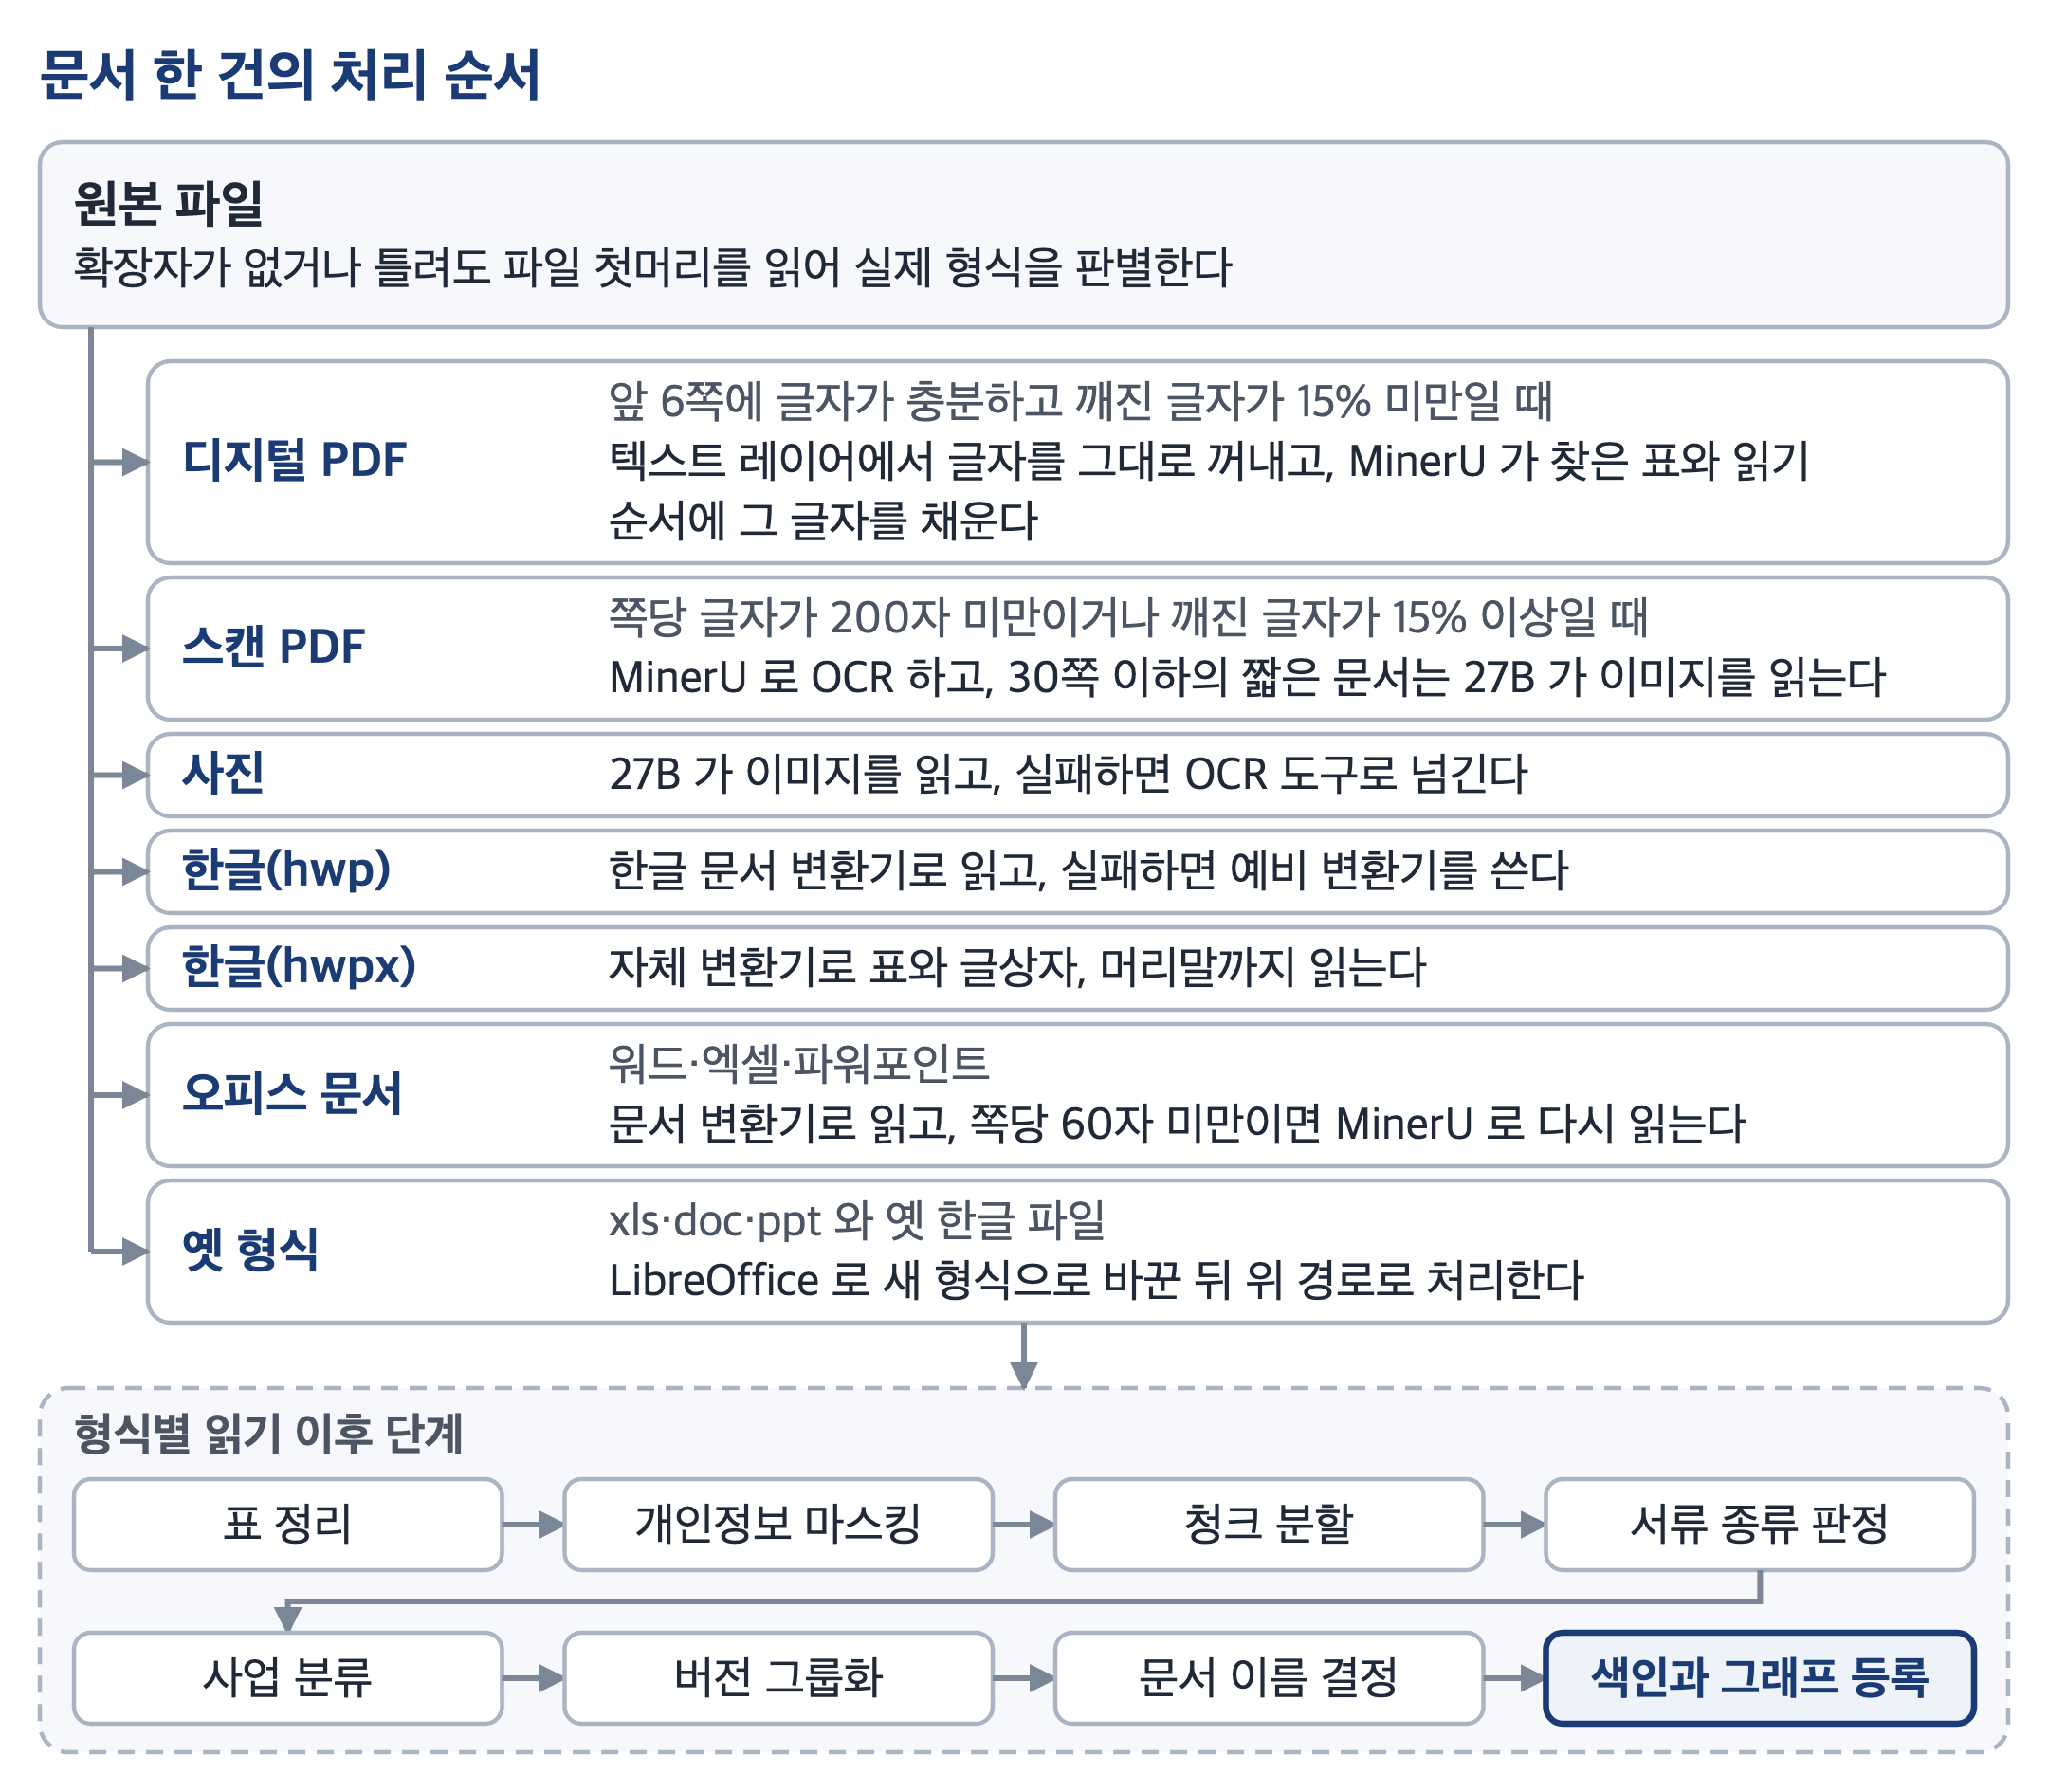 문서 한 건의 처리 순서
원본 파일
확장자가 없거나 틀려도 파일 첫머리를 읽어 실제 형식을 판별한다
디지털 PDF
앞 6쪽에 글자가 충분하고 깨진 글자가 15% 미만일 때
텍스트 레이어에서 글자를 그대로 꺼내고, MinerU 가 찾은 표와 읽기
순서에 그 글자를 채운다
스캔 PDF
쪽당 글자가 200자 미만이거나 깨진 글자가 15% 이상일 때
MinerU 로 OCR 하고, 30쪽 이하의 짧은 문서는 27B 가 이미지를 읽는다
사진
27B 가 이미지를 읽고, 실패하면 OCR 도구로 넘긴다
한글(hwp)
한글 문서 변환기로 읽고, 실패하면 예비 변환기를 쓴다
한글(hwpx)
자체 변환기로 표와 글상자, 머리말까지 읽는다
오피스 문서
워드·엑셀·파워포인트
문서 변환기로 읽고, 쪽당 60자 미만이면 MinerU 로 다시 읽는다
옛 형식
xls·doc·ppt 와 옛 한글 파일
LibreOffice 로 새 형식으로 바꾼 뒤 위 경로로 처리한다
형식별 읽기 이후 단계
표 정리
개인정보 마스킹
청크 분할
서류 종류 판정
사업 분류
버전 그룹화
문서 이름 결정
색인과 그래프 등록